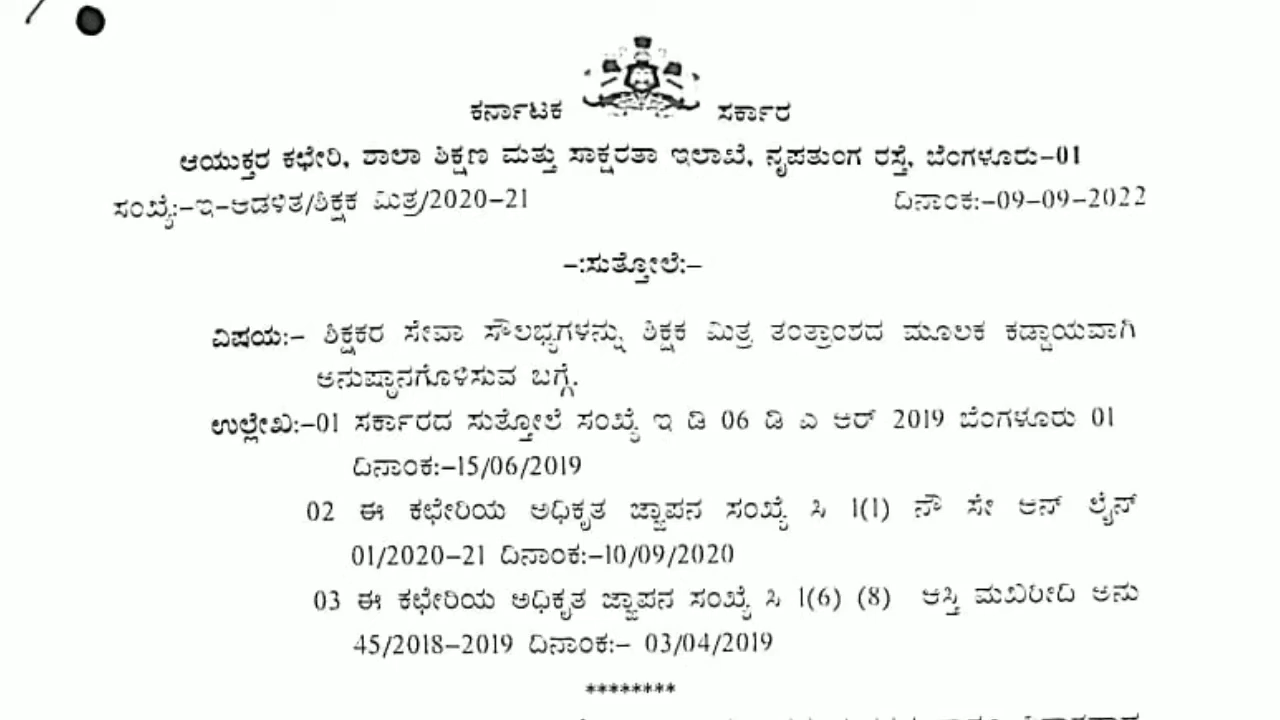 ಕರ್ನಾಟಕ ಸರ್ಕಾರ
ಆಯುಕ್ತರ ಕಛೇರಿ, ಶಾಲಾ ಶಿಕ್ಷಣ ಮತ್ತು ಸಾಕ್ಷರತಾ ಇಲಾಖೆ, ನೃಪತುಂಗ ರಸ್ತೆ, ಬೆಂಗಳೂರು-01
ಸಂಖ್ಯೆ:-ಇ-ಆಡಳಿತ/ಶಿಕ್ಷಕ ಮಿತ್ರ/2020-21 ದಿನಾಂಕ:-09-09-2022
-:ಸುತ್ತೋಲೆ:-
ವಿಷಯ:- ಶಿಕ್ಷಕರ ಸೇವಾ ಸೌಲಭ್ಯಗಳನ್ನು ಶಿಕ್ಷಕ ಮಿತ್ರ ತಂತ್ರಾಂಶದ ಮೂಲಕ ಕಡ್ಡಾಯವಾಗಿ
ಅನುಷ್ಠಾನಗೊಳಿಸುವ ಬಗ್ಗೆ.
ಉಲ್ಲೇಖ:-01 ಸರ್ಕಾರದ ಸುತ್ತೋಲೆ ಸಂಖ್ಯೆ ಇ ಡಿ 06 ಡಿ ಎ ಆರ್ 2019 ಬೆಂಗಳೂರು 01
ದಿನಾಂಕ:-15/06/2019
02 ಈ ಕಛೇರಿಯ ಅಧಿಕೃತ ಜ್ಞಾಪನ ಸಂಖ್ಯೆ ಸಿ 1(1) ನೌ ಸೇ ಆನ್ ಲೈನ್
01/2020-21 ದಿನಾಂಕ:-10/09/2020
03 ಈ ಕಛೇರಿಯ ಅಧಿಕೃತ ಜ್ಞಾಪನ ಸಂಖ್ಯೆ ಸಿ 1(6) (8) ಆಸ್ತಿ ಮಖರೀದಿ ಅನು
45/2018-2019 ದಿನಾಂಕ:- 03/04/2019
********